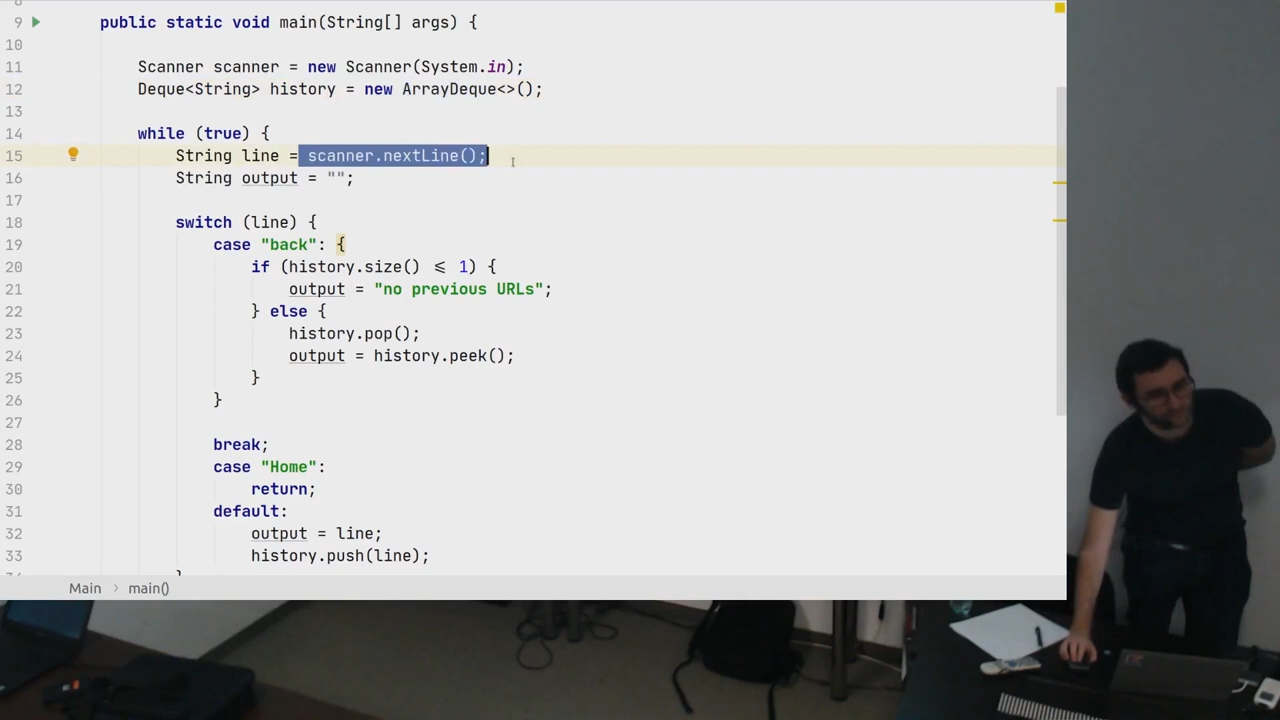 9 public static void main(String[] args) {
10
11 Scanner scanner = new Scanner(System.in);
12 Deque<String> history = new ArrayDeque<>();
13
14 while (true) {
15 String line = scanner.nextLine();
16 String output = "";
17
18 switch (line) {
19 case "back": {
20 if (history.size() ⩽ 1) {
21 output = "no previous URLs";
22 } else {
23 history.pop();
24 output = history.peek();
25 }
26 }
27
28 break;
29 case "Home":
30 return;
31 default:
32 output = line;
33 history.push(line);
Main › main()